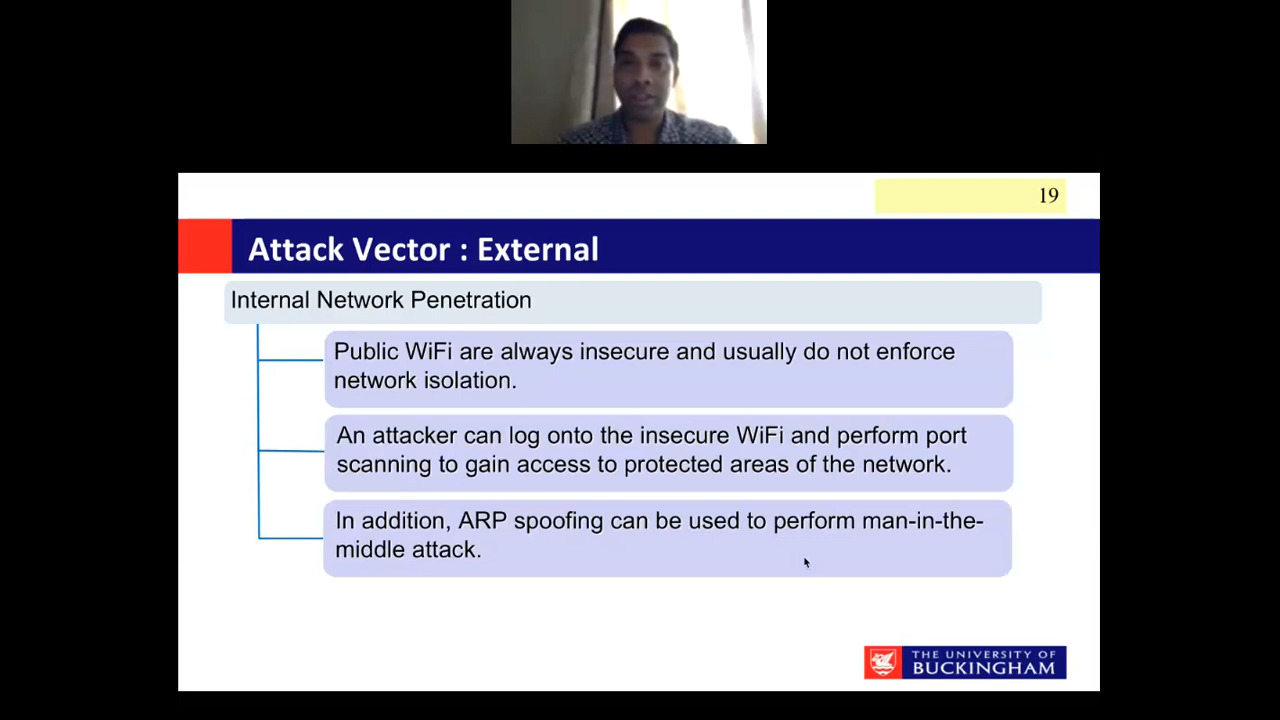 19
Attack Vector : External
Internal Network Penetration
Public WiFi are always insecure and usually do not enforce
network isolation.
An attacker can log onto the insecure WiFi and perform port
scanning to gain access to protected areas of the network.
In addition, ARP spoofing can be used to perform man-in-the-
middle attack.
THE UNIVERSITY OF
BUCKINGHAM